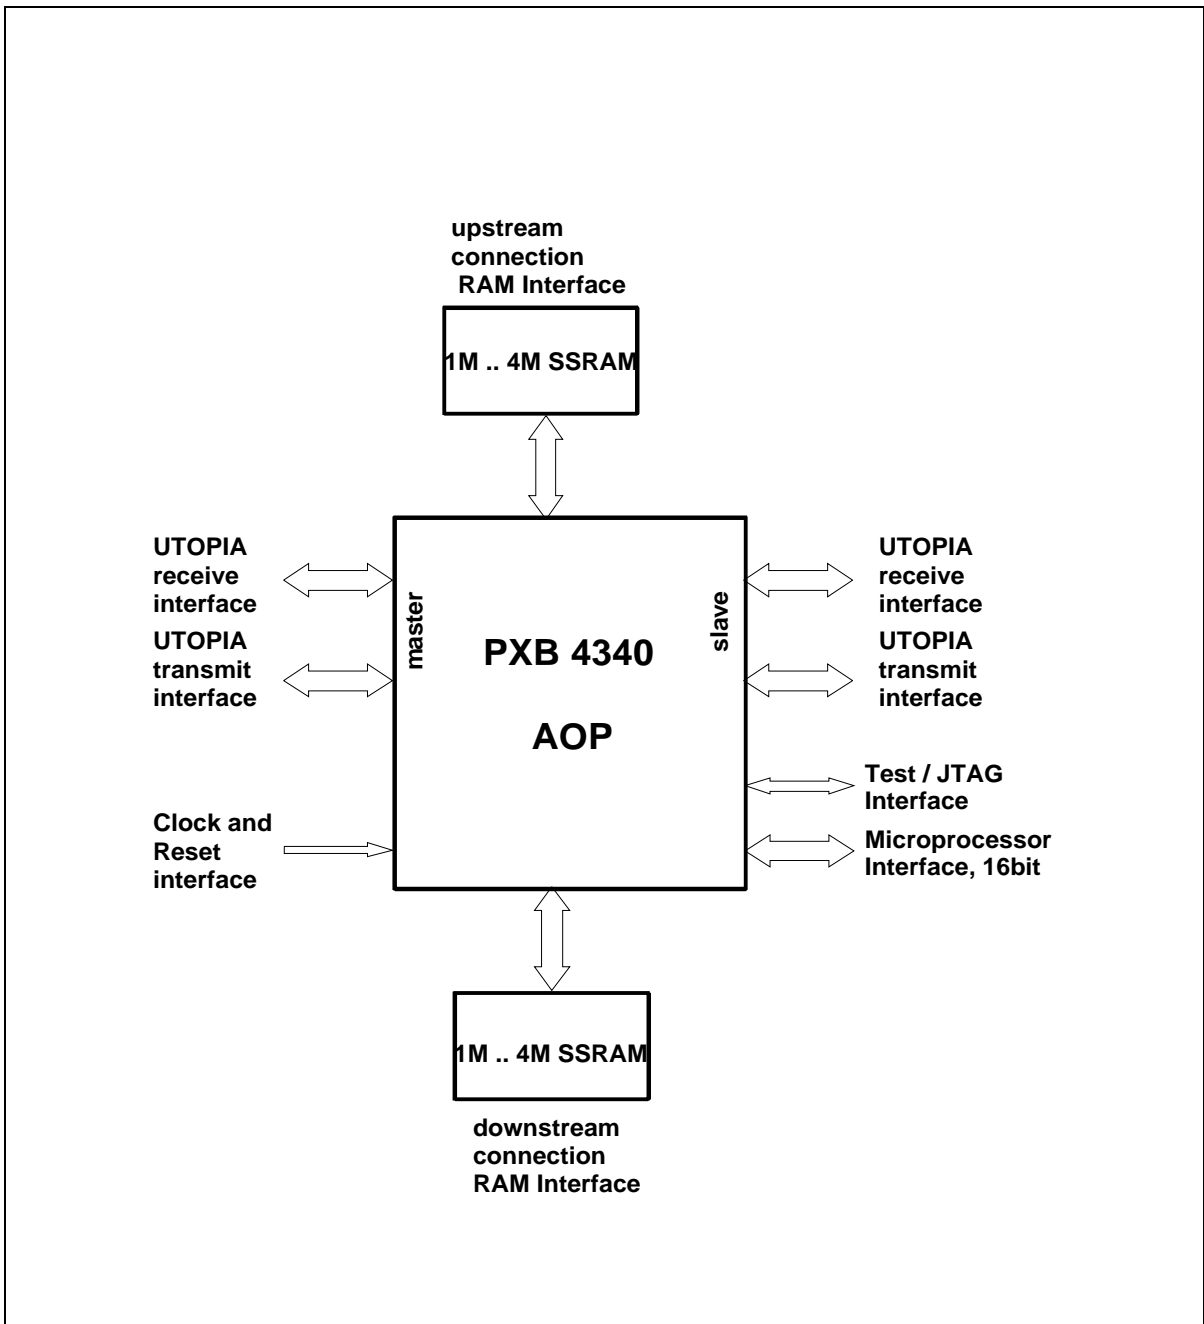 upstream
connection
RAM Interface
1M .. 4M SSRAM
UTOPIA
receive
interface
UTOPIA
transmit
interface
Clock and
Reset
interface
master
PXB 4340
AOP
slave
UTOPIA
receive
interface
UTOPIA
transmit
interface
Test / JTAG
Interface
Microprocessor
Interface, 16bit
1M .. 4M SSRAM
downstream
connection
RAM Interface